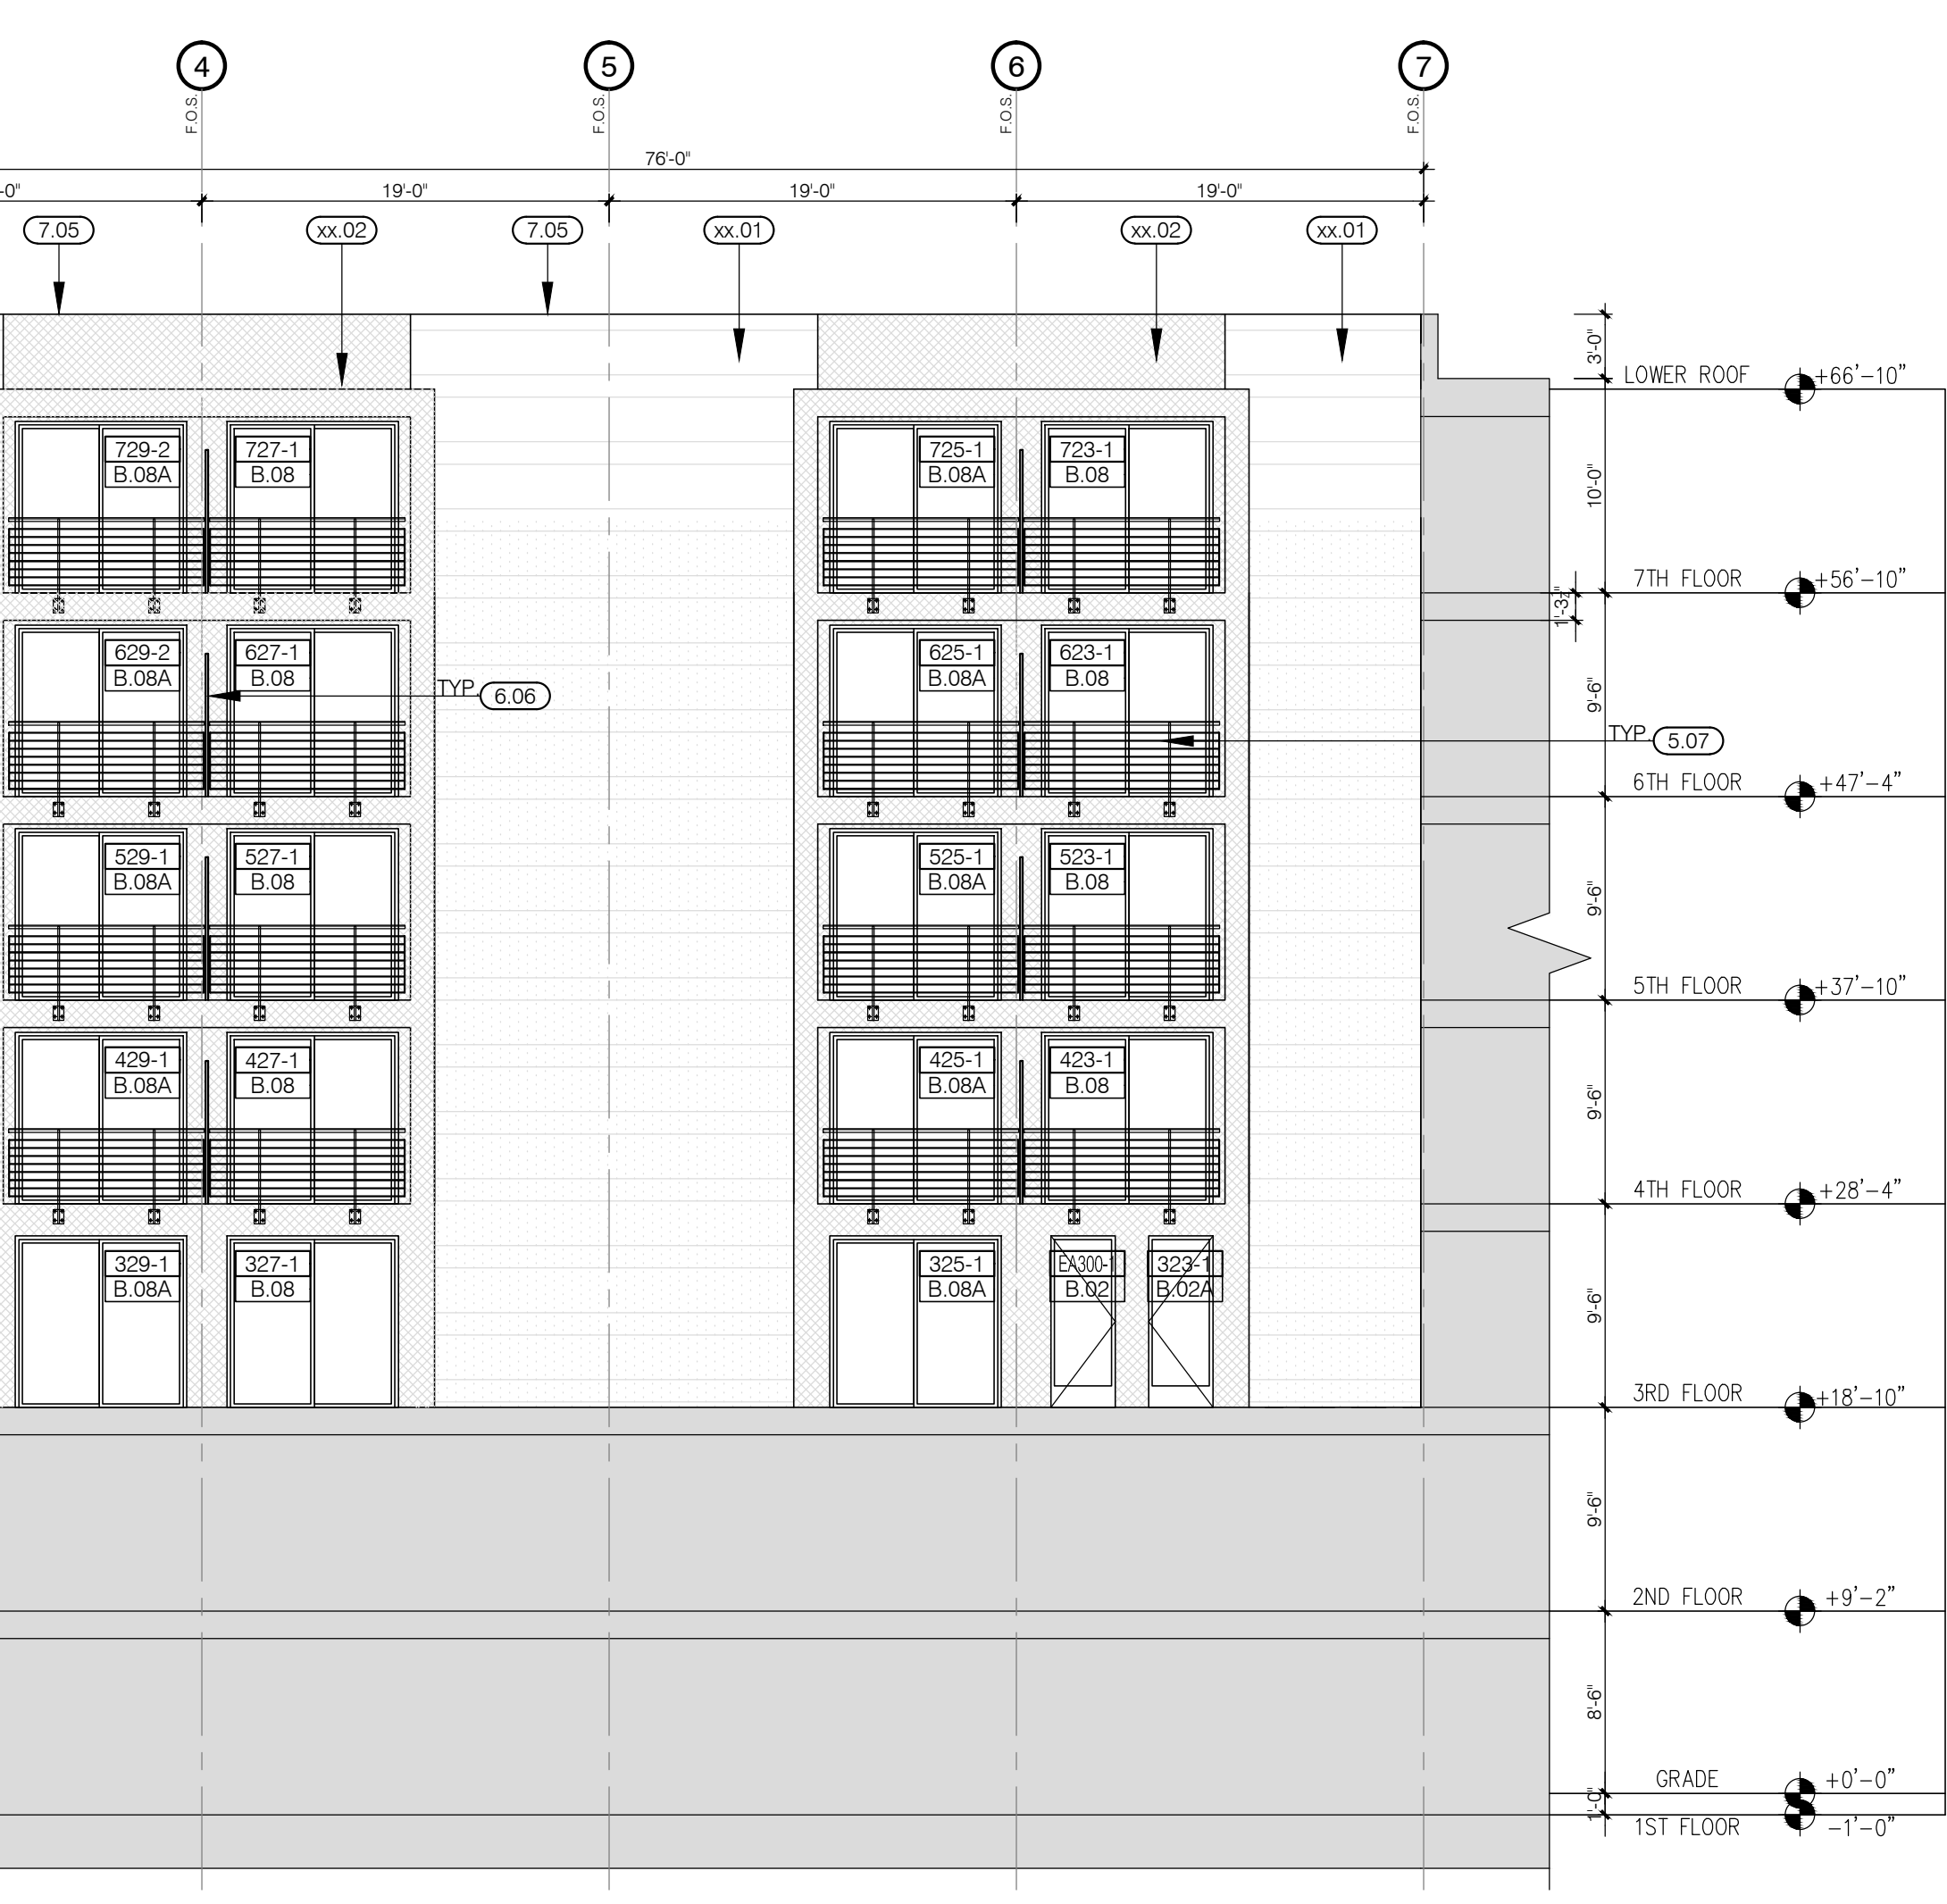 4 5 6 7
F.O.S. F.O.S. F.O.S. F.O.S.
76'-0"
-0" 19'-0" 19'-0" 19'-0"
7.05 xx.02 7.05 xx.01 xx.02 xx.01
3'-0"
LOWER ROOF +66'-10"
729-2 727-1 725-1 723-1
B.08A B.08 B.08A B.08
10'-0"
7TH FLOOR +56'-10"
629-2 627-1 625-1 623-1
B.08A B.08 B.08A B.08
TYP. 6.06
9'-6"
TYP. 5.07
6TH FLOOR +47'-4"
529-1 527-1 525-1 523-1
B.08A B.08 B.08A B.08
9'-6"
5TH FLOOR +37'-10"
429-1 427-1 425-1 423-1
B.08A B.08 B.08A B.08
9'-6"
4TH FLOOR +28'-4"
329-1 327-1 325-1 EA300-1 323-1
B.08A B.08 B.08A B.02 B.02A
9'-6"
3RD FLOOR +18'-10"
9'-6"
2ND FLOOR +9'-2"
8'-6"
GRADE +0'-0"
1'-0"
1ST FLOOR -1'-0"